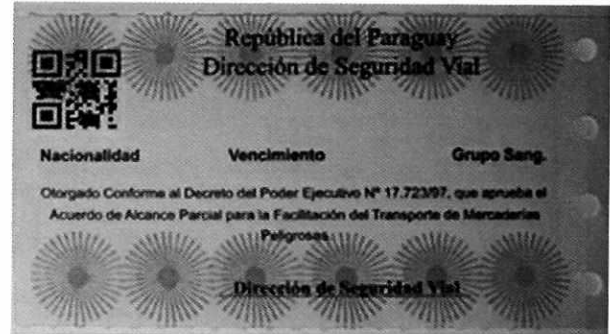 República del Paraguay
Dirección de Seguridad Vial
Nacionalidad Vencimiento Grupo Sang.
Otorgado Conforme al Decreto del Poder Ejecutivo Nº 17.723/97, que aprueba el
Acuerdo de Alcance Parcial para la Facilitación del Transporte de Mercaderías
Peligrosas
Dirección de Seguridad Vial